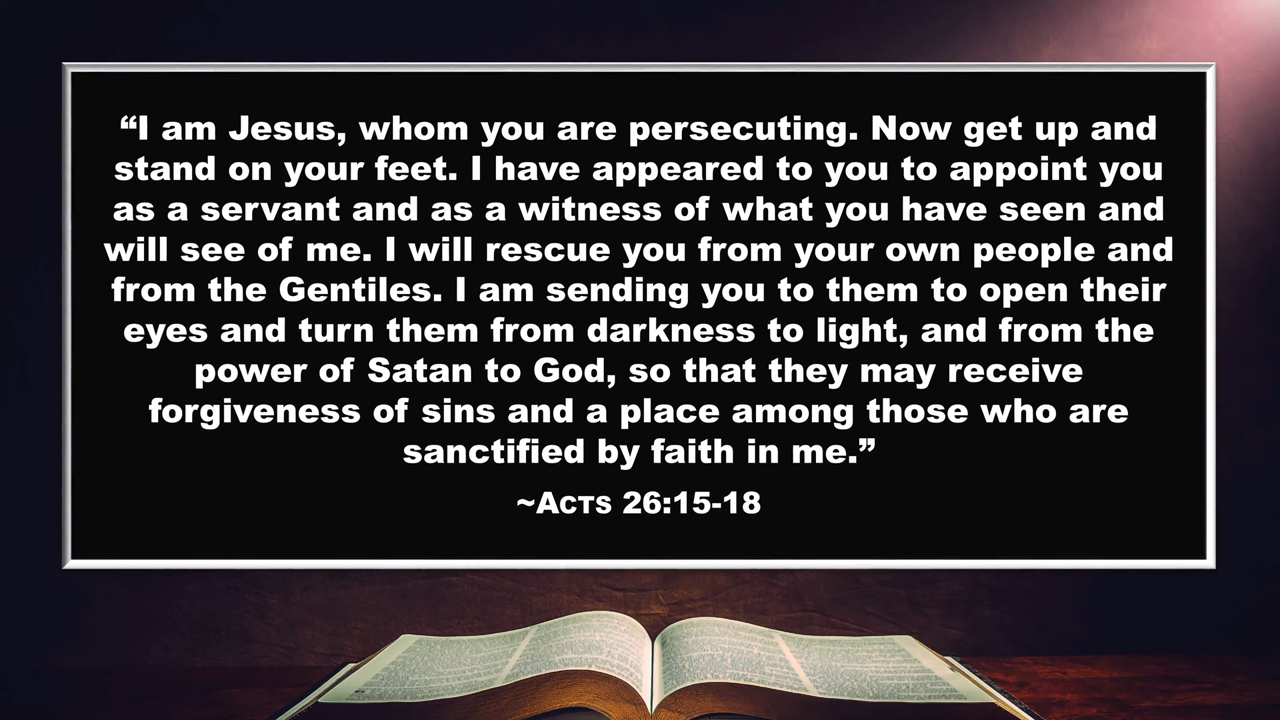 “I am Jesus, whom you are persecuting. Now get up and
stand on your feet. I have appeared to you to appoint you
as a servant and as a witness of what you have seen and
will see of me. I will rescue you from your own people and
from the Gentiles. I am sending you to them to open their
eyes and turn them from darkness to light, and from the
power of Satan to God, so that they may receive
forgiveness of sins and a place among those who are
sanctified by faith in me.”
~Acts 26:15-18